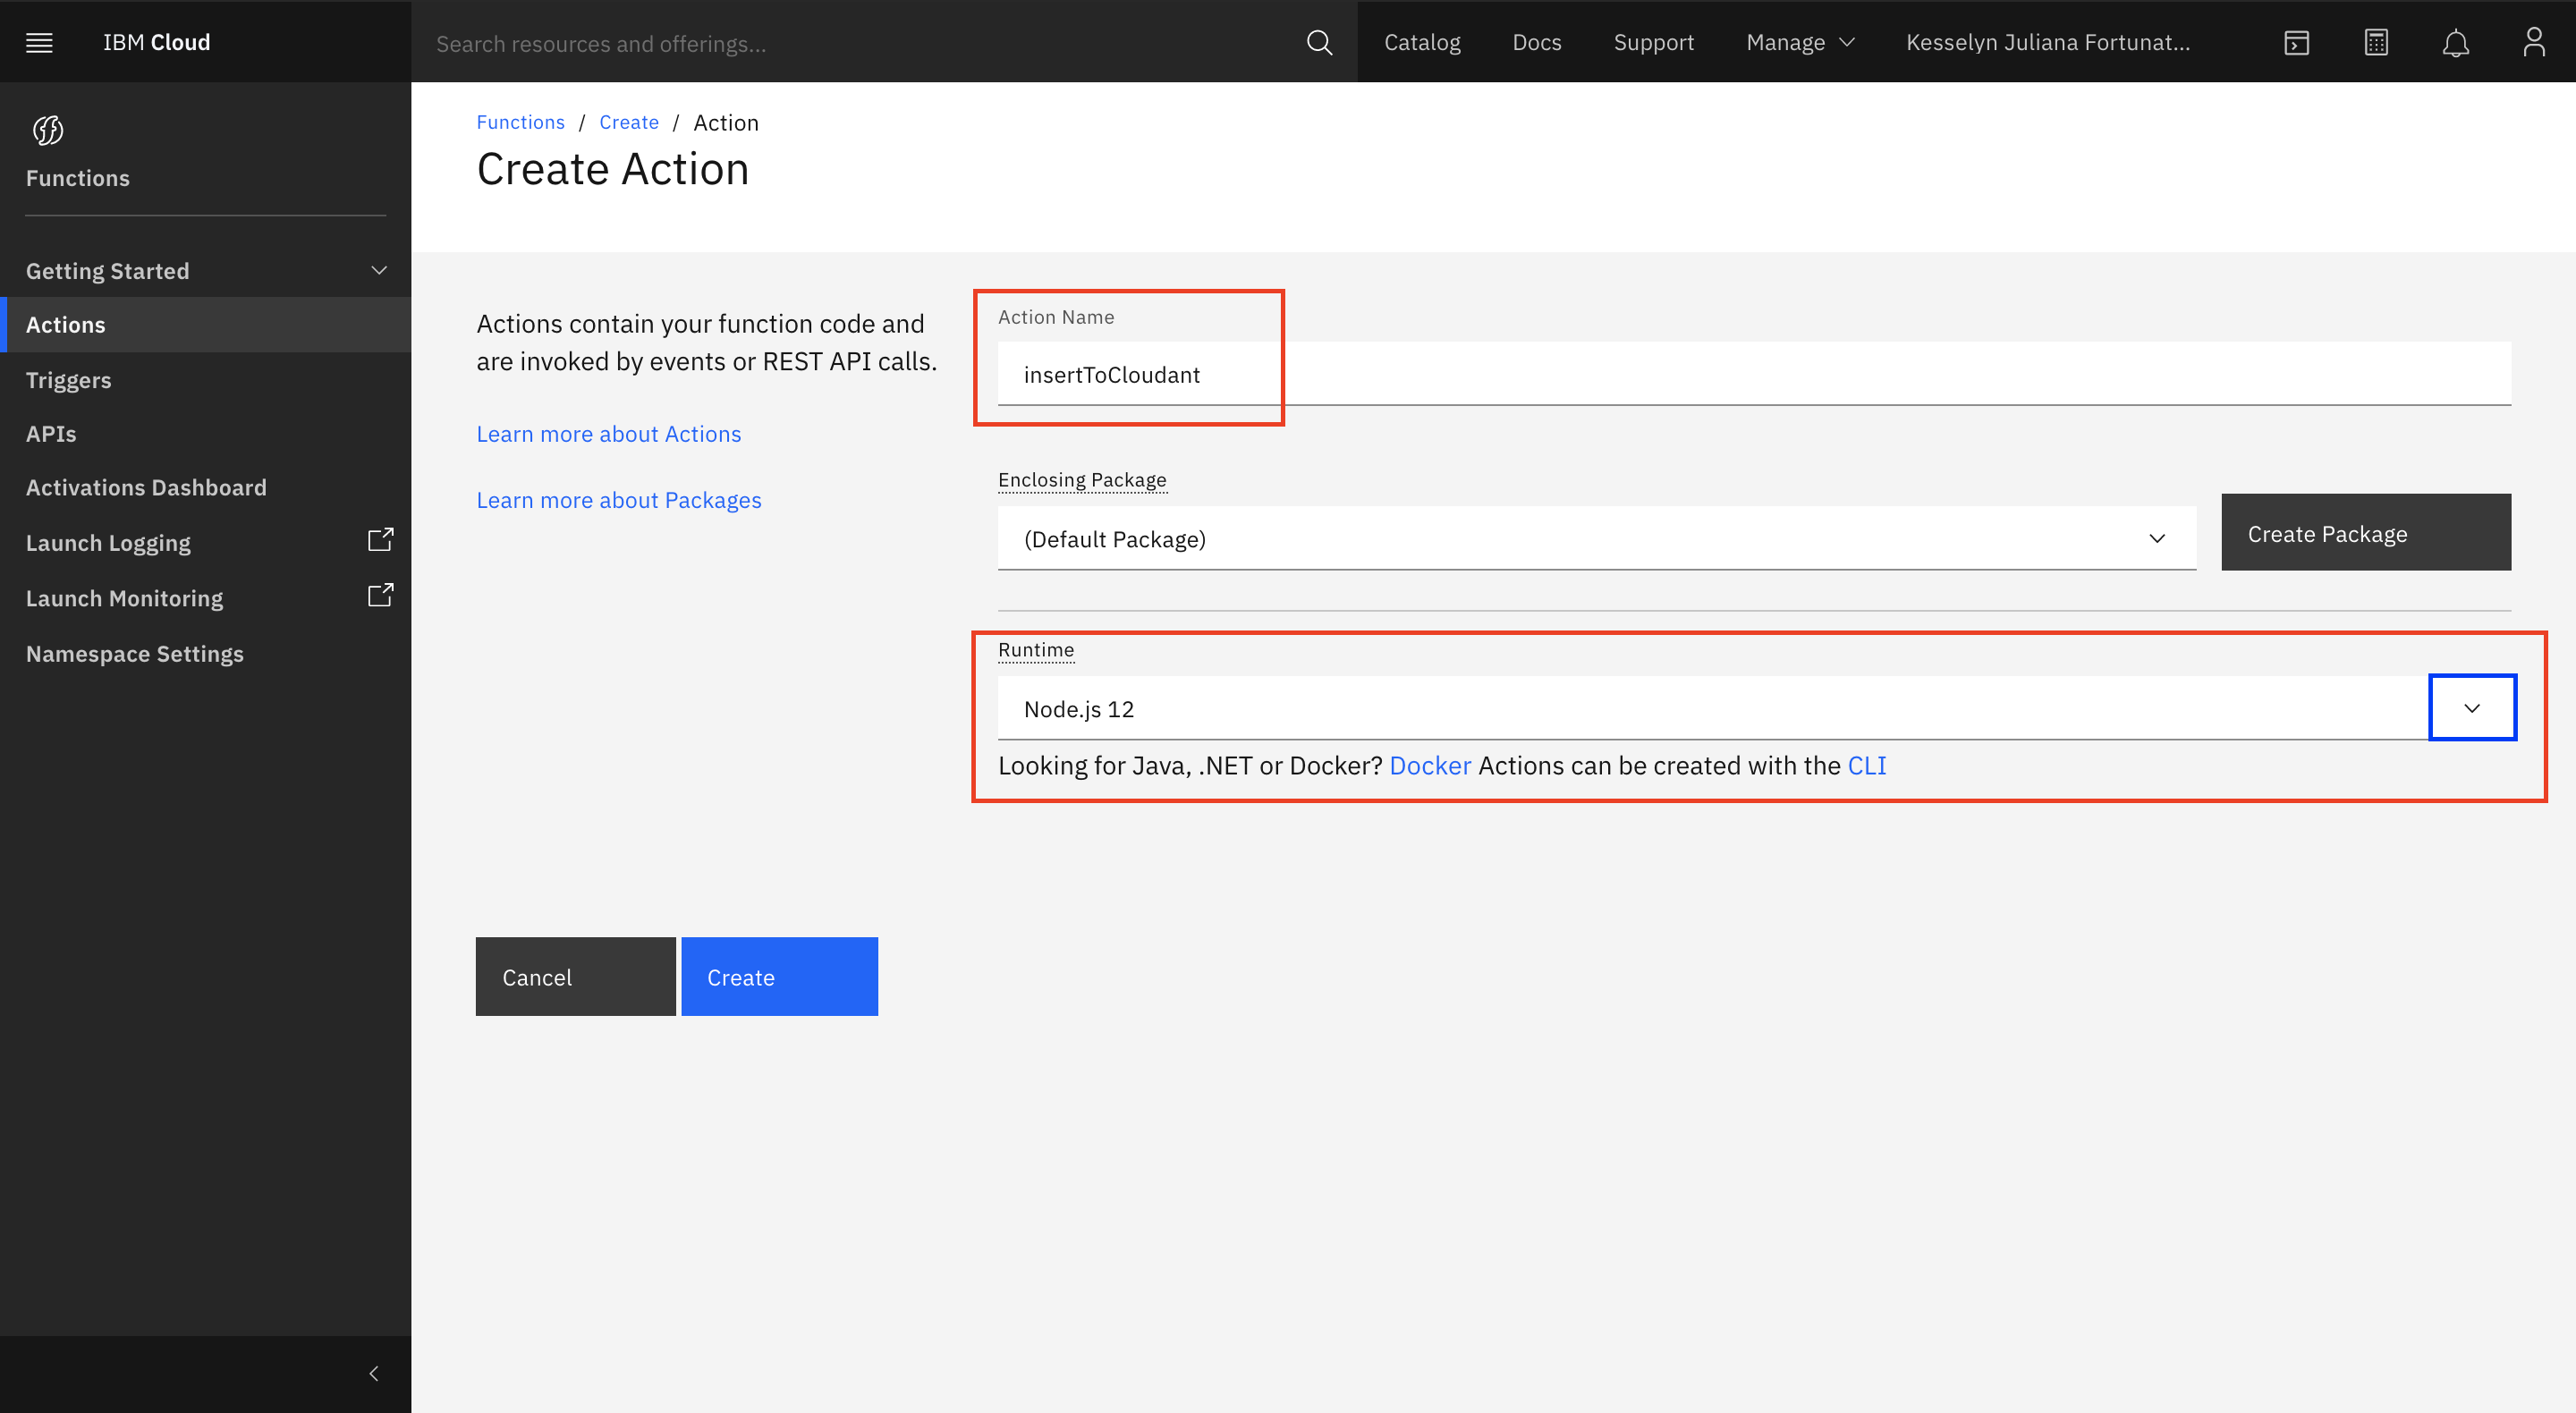 IBM Cloud
Search resources and offerings...
Catalog
Docs
Support
Manage
Kesselyn Juliana Fortunat...
Functions
Getting Started
Actions
Triggers
APIs
Activations Dashboard
Launch Logging
Launch Monitoring
Namespace Settings
Functions / Create / Action
Create Action
Actions contain your function code and
are invoked by events or REST API calls.
Learn more about Actions
Learn more about Packages
Action Name
insertToCloudant
Enclosing Package
(Default Package)
Create Package
Runtime
Node.js 12
Looking for Java, .NET or Docker? Docker Actions can be created with the CLI
Cancel
Create